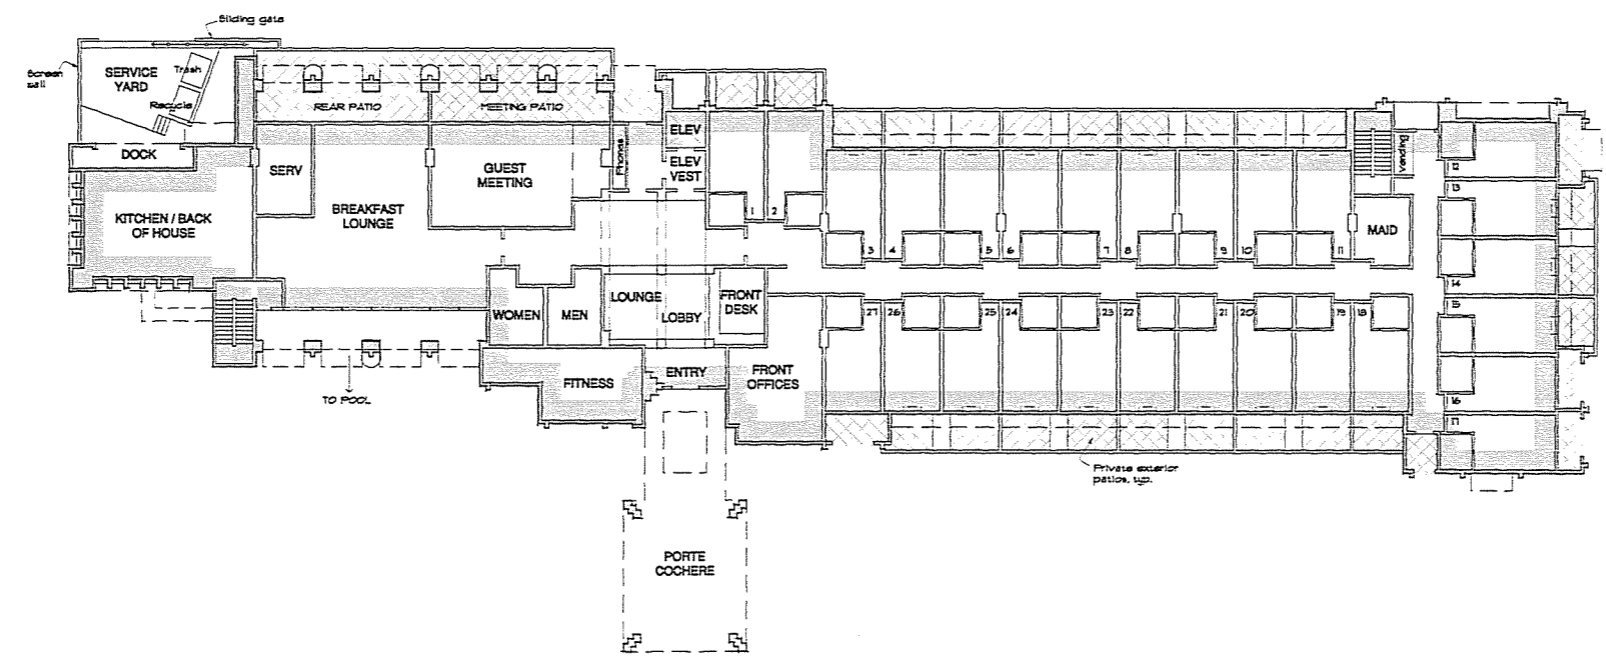 Sliding gate
Screen
wall
SERVICE
YARD
Trash
Recycle
DOCK
REAR PATIO
MEETING PATIO
SERV
GUEST
MEETING
Phones
ELEV
ELEV
VEST
BREAKFAST
LOUNGE
KITCHEN / BACK
OF HOUSE
1
2
3
4
5
6
7
8
9
10
11
MAID
Vending
12
13
14
15
16
17
WOMEN
MEN
LOUNGE
LOBBY
FRONT
DESK
27
26
25
24
23
22
21
20
19
18
FITNESS
ENTRY
FRONT
OFFICES
TO POOL
Private exterior
patios, typ.
PORTE
COCHERE